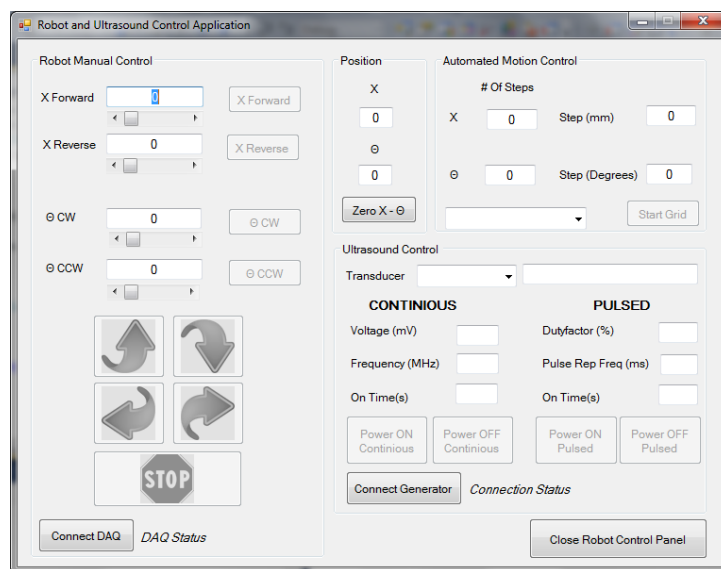 Robot and Ultrasound Control Application
Robot Manual Control
X Forward
0
X Forward
X Reverse
0
X Reverse
Θ CW
0
Θ CW
Θ CCW
0
Θ CCW
STOP
Connect DAQ
DAQ Status
Position
X
0
Θ
0
Zero X - Θ
Automated Motion Control
# Of Steps
X
0
Step (mm)
0
Θ
0
Step (Degrees)
0
Start Grid
Ultrasound Control
Transducer
CONTINIOUS
Voltage (mV)
Frequency (MHz)
On Time(s)
Power ON
Continious
Power OFF
Continious
PULSED
Dutyfactor (%)
Pulse Rep Freq (ms)
On Time(s)
Power ON
Pulsed
Power OFF
Pulsed
Connect Generator
Connection Status
Close Robot Control Panel